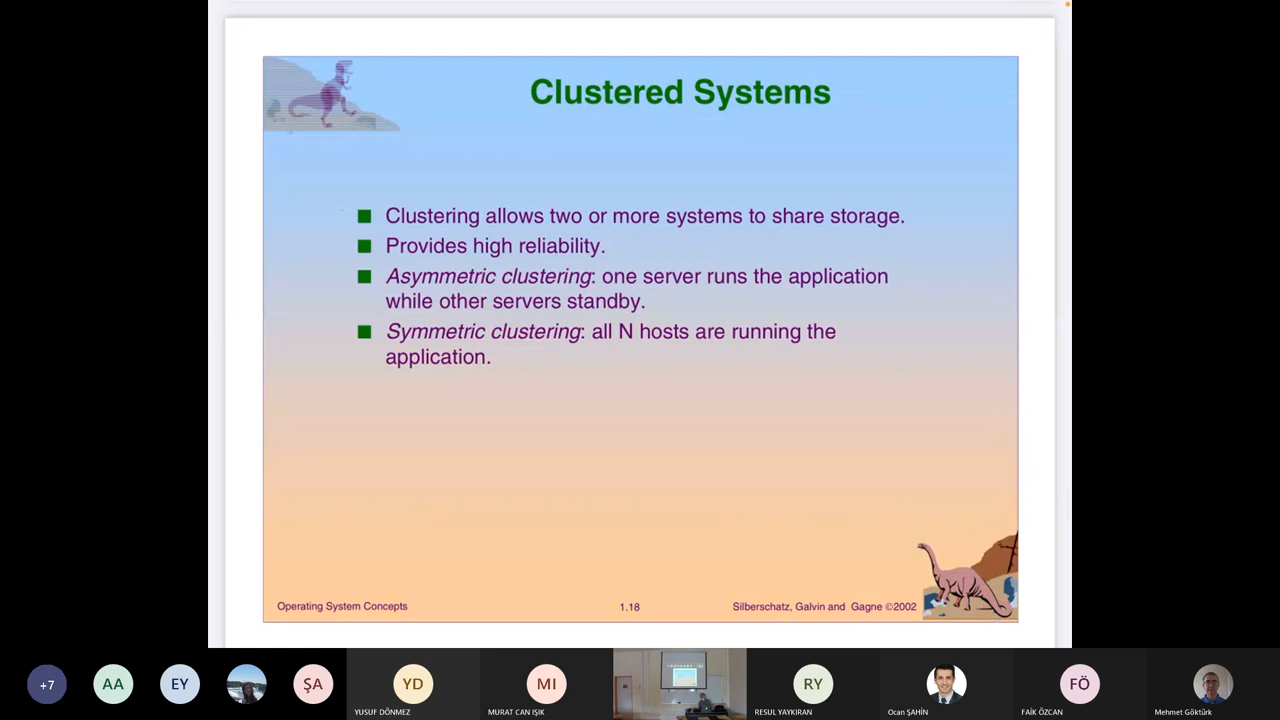 Clustered Systems
Clustering allows two or more systems to share storage.
Provides high reliability.
Asymmetric clustering: one server runs the application
while other servers standby.
Symmetric clustering: all N hosts are running the
application.
Operating System Concepts
1.18
Silberschatz, Galvin and Gagne ©2002
+7
AA
EY
ŞA
YD
MI
RY
FÖ
YUSUF DÖNMEZ
MURAT CAN IŞIK
RESUL YAYKIRAN
Ocan ŞAHİN
FAİK ÖZCAN
Mehmet Göktürk